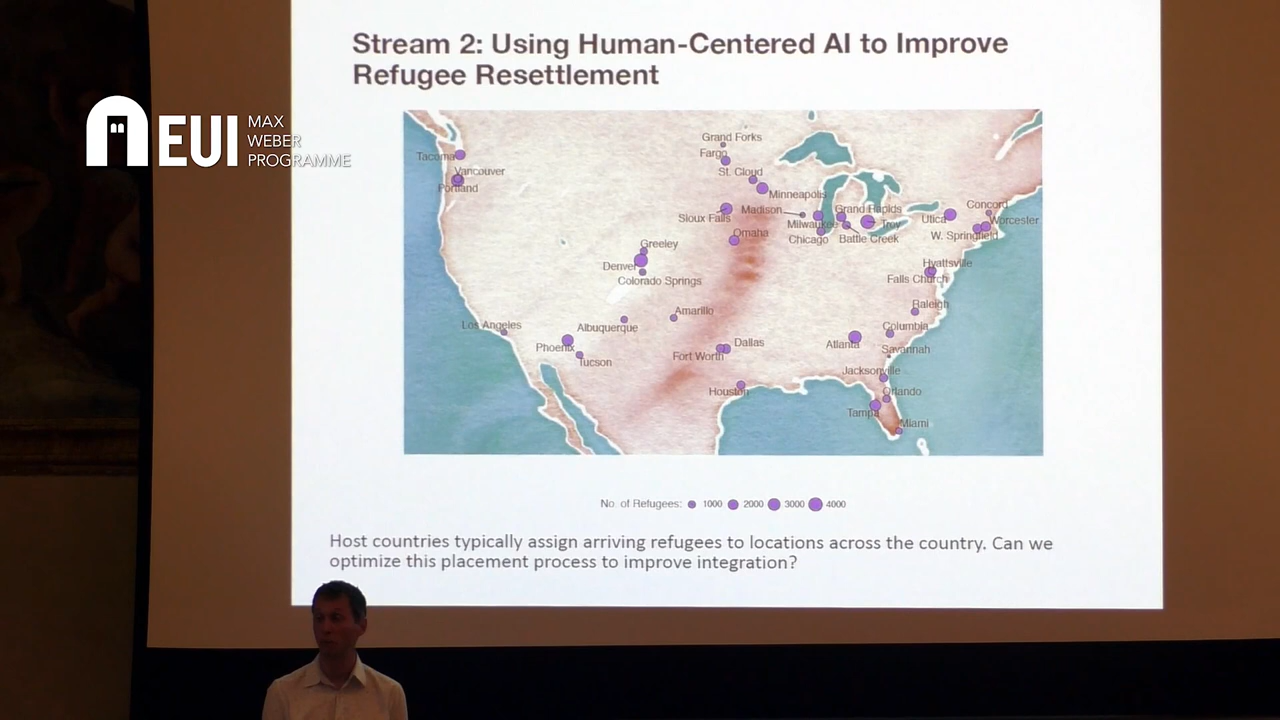 Stream 2: Using Human-Centered AI to Improve
Refugee Resettlement
EUI
MAX
WEBER
PROGRAMME
Grand Forks
Tacoma
Fargo
Vancouver
St. Cloud
Portland
Minneapolis
Madison
Grand Rapids
Concord
Sioux Falls
Milwaukee
Troy
Utica
Worcester
Omaha
Chicago
Battle Creek
W. Springfield
Greeley
Denver
Hyattsville
Colorado Springs
Falls Church
Raleigh
Amarillo
Los Angeles
Albuquerque
Columbia
Phoenix
Dallas
Atlanta
Savannah
Tucson
Fort Worth
Jacksonville
Houston
Orlando
Tampa
Miami
No. of Refugees: 1000 2000 3000 4000
Host countries typically assign arriving refugees to locations across the country. Can we
optimize this placement process to improve integration?